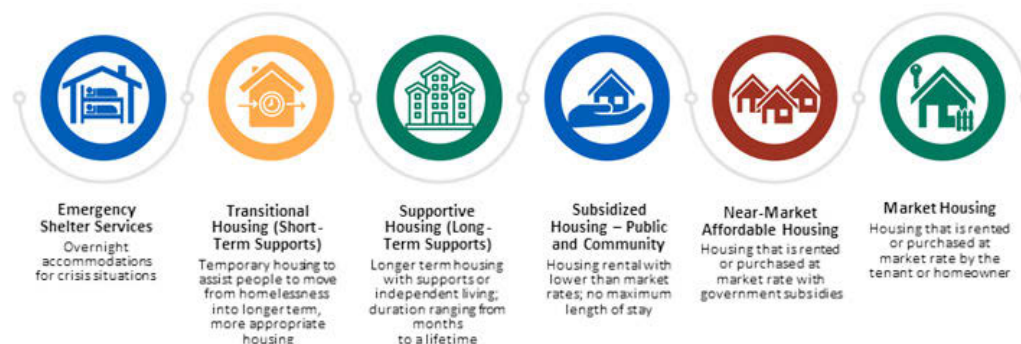 Emergency
Shelter Services
Overnight
accommodations
for crisis situations
Transitional
Housing (Short-
Term Supports)
Temporary housing to
assist people to move
from homelessness
into longer term,
more appropriate
housing
Supportive
Housing (Long-
Term Supports)
Longer term housing
with supports or
independent living;
duration ranging from
months
to a lifetime
Subsidized
Housing – Public
and Community
Housing rental with
lower than market
rates; no maximum
length of stay
Near-Market
Affordable Housing
Housing that is rented
or purchased at
market rate with
government subsidies
Market Housing
Housing that is rented
or purchased at
market rate by the
tenant or homeowner